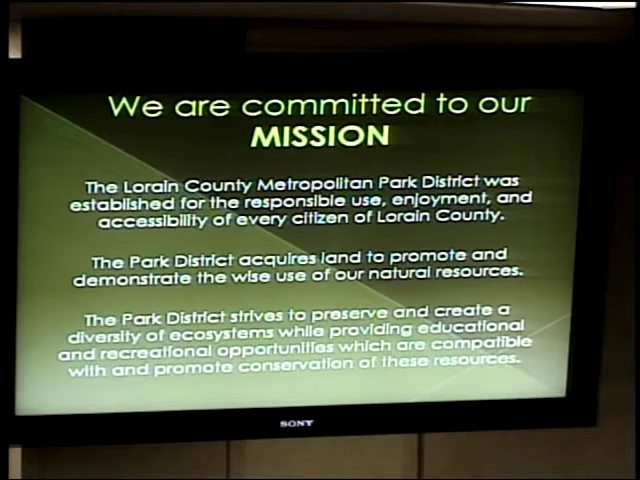 We are committed to our
MISSION
The Lorain County Metropolitan Park District was
established for the responsible use, enjoyment, and
accessibility of every citizen of Lorain County.
The Park District acquires land to promote and
demonstrate the wise use of our natural resources.
The Park District strives to preserve and create a
diversity of ecosystems while providing educational
and recreational opportunities which are compatible
with and promote conservation of these resources.
SONY